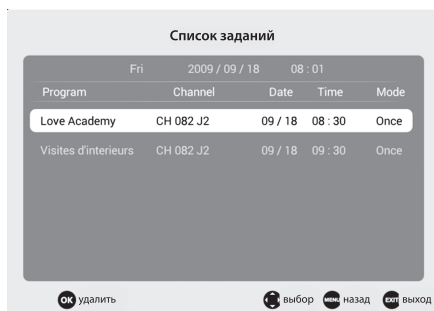 Список заданий
Fri 2009 / 09 / 18 08 : 01
Program Channel Date Time Mode
Love Academy CH 082 J2 09 / 18 08 : 30 Once
Visites d'interieurs CH 082 J2 09 / 18 09 : 30 Once
OK удалить выбор MENU назад EXIT выход